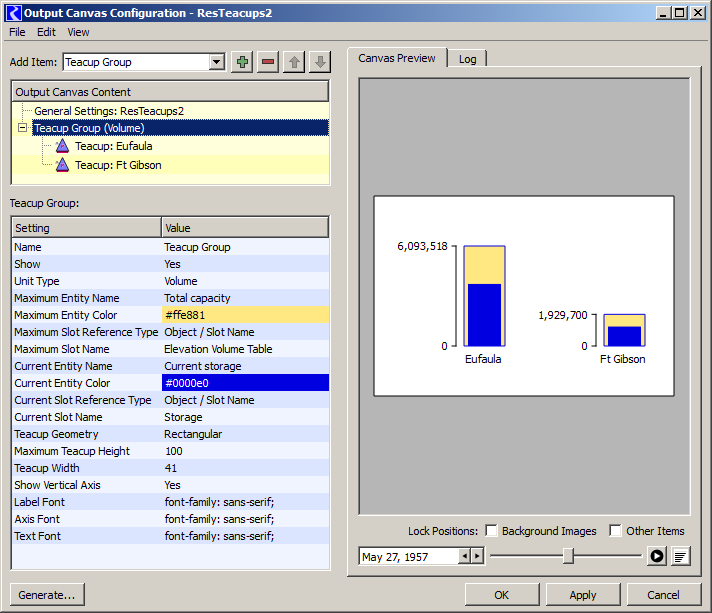 Output Canvas Configuration - ResTeacups2
File Edit View
Add Item: Teacup Group
Output Canvas Content
General Settings: ResTeacups2
Teacup Group (Volume)
Teacup: Eufaula
Teacup: Ft Gibson
Teacup Group:
Setting Value
Name Teacup Group
Show Yes
Unit Type Volume
Maximum Entity Name Total capacity
Maximum Entity Color #ffe881
Maximum Slot Reference Type Object / Slot Name
Maximum Slot Name Elevation Volume Table
Current Entity Name Current storage
Current Entity Color #0000e0
Current Slot Reference Type Object / Slot Name
Current Slot Name Storage
Teacup Geometry Rectangular
Maximum Teacup Height 100
Teacup Width 41
Show Vertical Axis Yes
Label Font font-family: sans-serif;
Axis Font font-family: sans-serif;
Text Font font-family: sans-serif;
Generate...
Canvas Preview Log
6,093,518
0
Eufaula
1,929,700
0
Ft Gibson
Lock Positions: Background Images Other Items
May 27, 1957
OK Apply Cancel